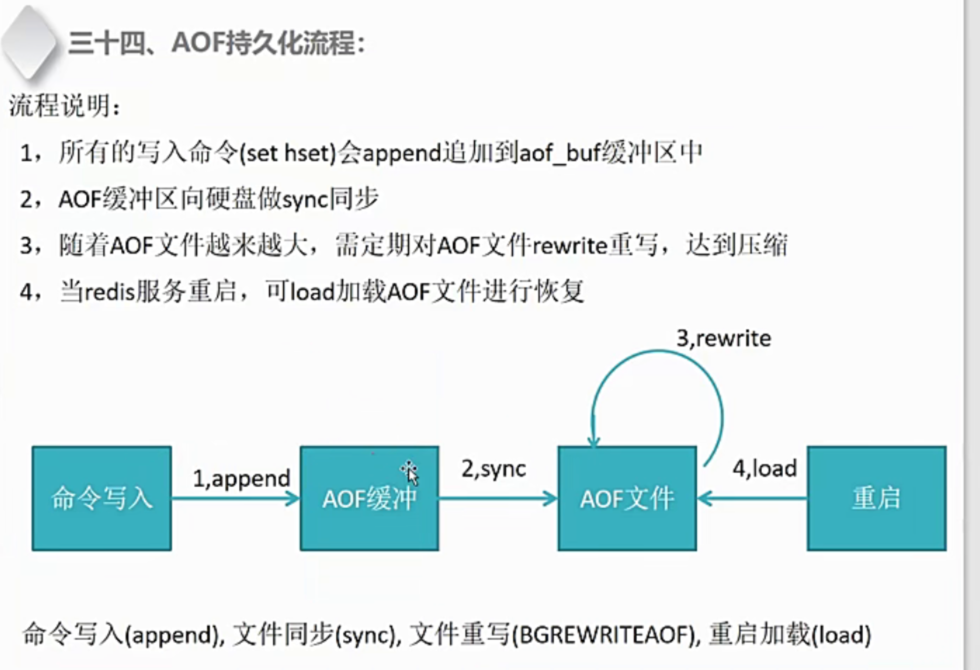 三十四、AOF持久化流程：
流程说明：
1，所有的写入命令(set hset)会append追加到aof_buf缓冲区中
2，AOF缓冲区向硬盘做sync同步
3，随着AOF文件越来越大，需定期对AOF文件rewrite重写，达到压缩
4，当redis服务重启，可load加载AOF文件进行恢复
3,rewrite
1,append
2,sync
4,load
命令写入
AOF缓冲
AOF文件
重启
命令写入(append), 文件同步(sync), 文件重写(BGREWRITEAOF), 重启加载(load)